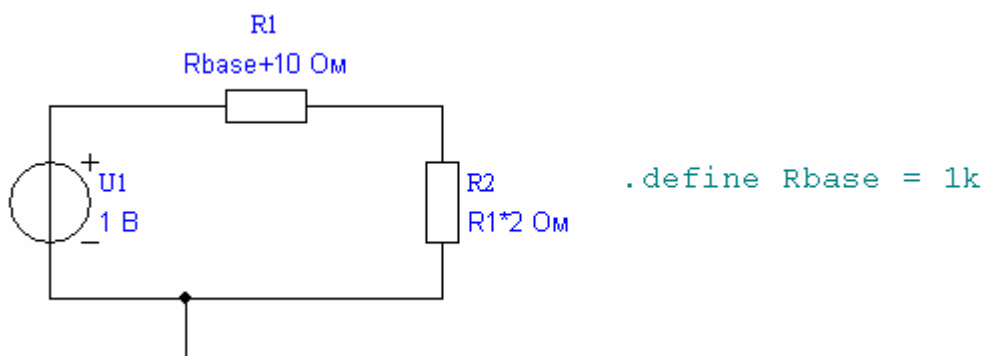 R1
Rbase+10 Ом
+
U1
1 В
−
R2
R1*2 Ом
.define Rbase = 1k